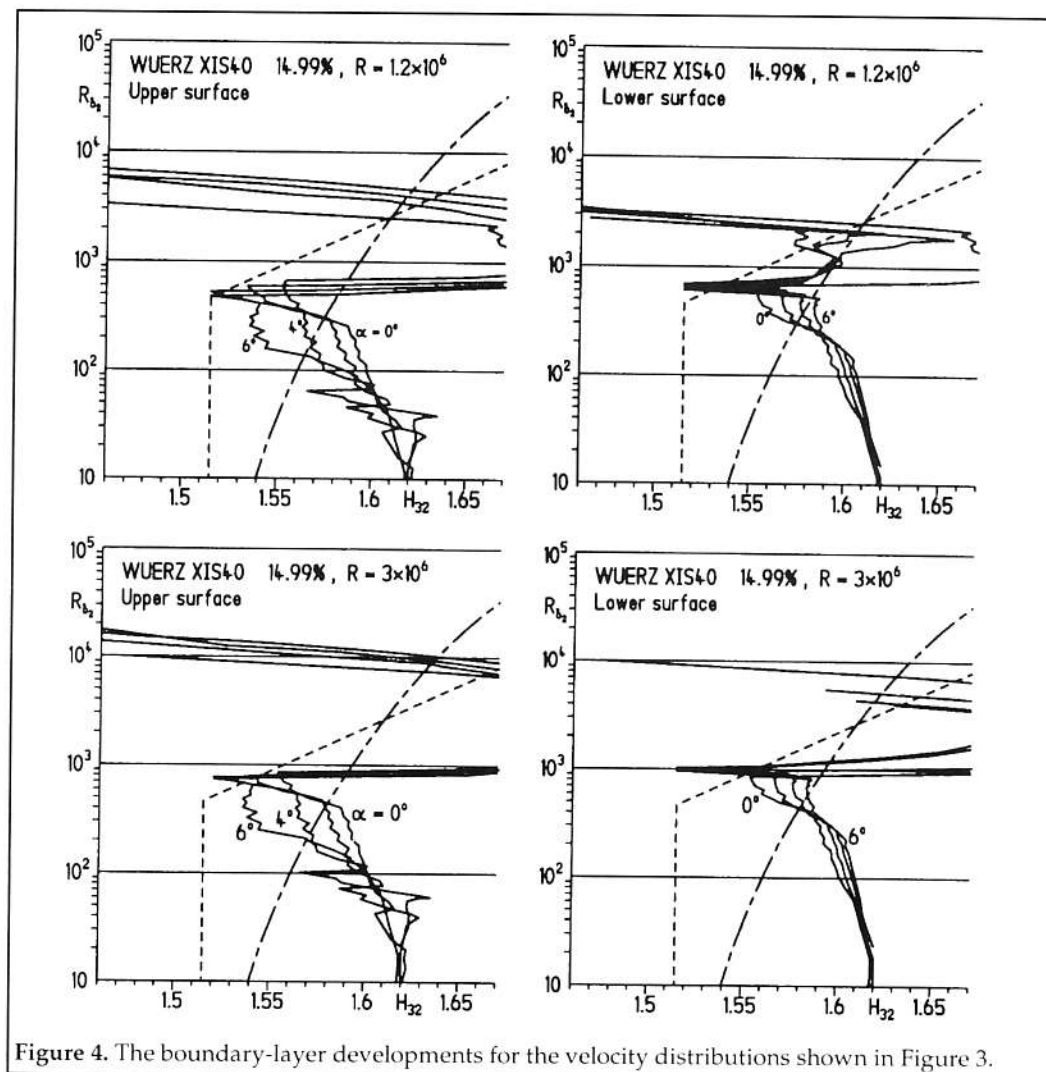 10⁵
WUERZ XIS40 14.99%, R = 1.2×10⁶
Upper surface
R_δ₂
10⁴
10³
10²
10
α = 0°
4°
6°
1.5 1.55 1.6 H₃₂ 1.65
10⁵
WUERZ XIS40 14.99%, R = 1.2×10⁶
Lower surface
R_δ₂
10⁴
10³
10²
10
0°
6°
1.5 1.55 1.6 H₃₂ 1.65
10⁵
WUERZ XIS40 14.99%, R = 3×10⁶
Upper surface
R_δ₂
10⁴
10³
10²
10
α = 0°
4°
6°
1.5 1.55 1.6 H₃₂ 1.65
10⁵
WUERZ XIS40 14.99%, R = 3×10⁶
Lower surface
R_δ₂
10⁴
10³
10²
10
0°
6°
1.5 1.55 1.6 H₃₂ 1.65
Figure 4. The boundary-layer developments for the velocity distributions shown in Figure 3.